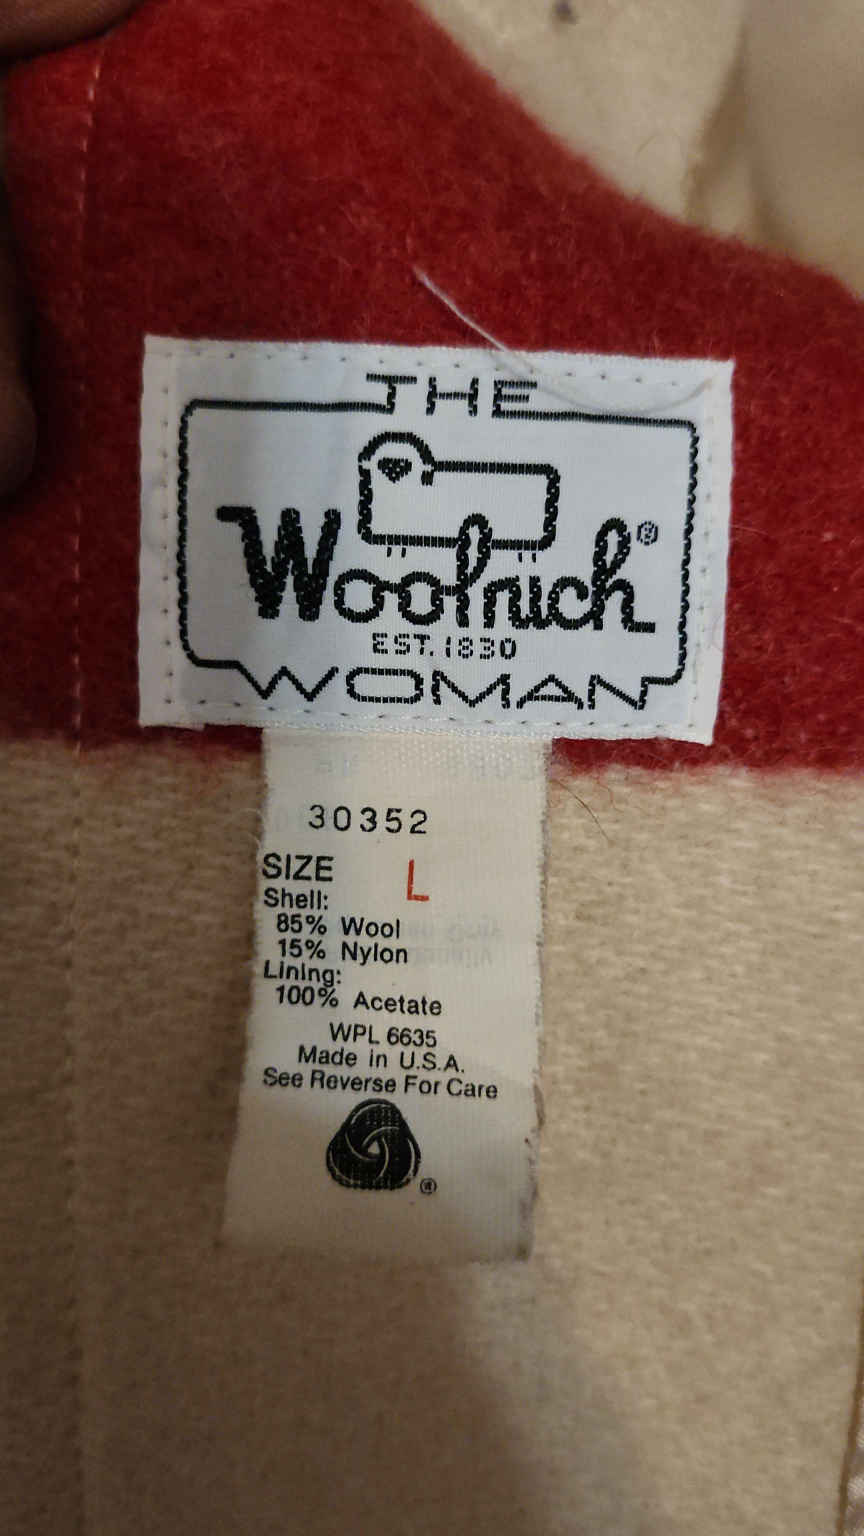 THE
Woolrich®
EST. 1830
WOMAN
30352
SIZE L
Shell:
85% Wool
15% Nylon
Lining:
100% Acetate
WPL 6635
Made in U.S.A.
See Reverse For Care
®